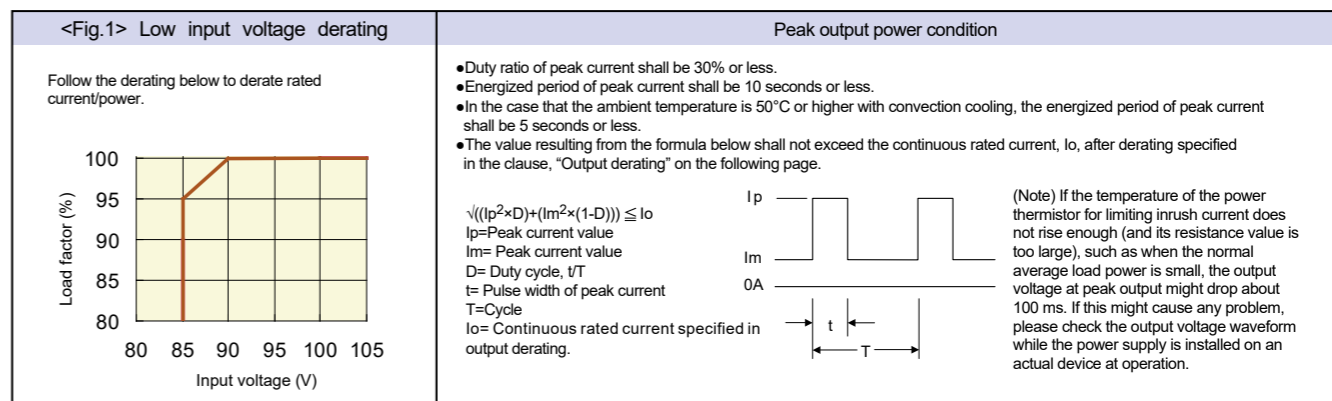 <Fig.1> Low input voltage derating
Follow the derating below to derate rated
current/power.
Load factor (%)
100
95
90
85
80
80 85 90 95 100 105
Input voltage (V)
Peak output power condition
●Duty ratio of peak current shall be 30% or less.
●Energized period of peak current shall be 10 seconds or less.
●In the case that the ambient temperature is 50°C or higher with convection cooling, the energized period of peak current
shall be 5 seconds or less.
●The value resulting from the formula below shall not exceed the continuous rated current, Io, after derating specified
in the clause, “Output derating” on the following page.
√((Ip²×D)+(Im²×(1-D))) ≦ Io
Ip=Peak current value
Im= Peak current value
D= Duty cycle, t/T
t= Pulse width of peak current
T=Cycle
Io= Continuous rated current specified in
output derating.
Ip
Im
0A
t
T
(Note) If the temperature of the power
thermistor for limiting inrush current does
not rise enough (and its resistance value is
too large), such as when the normal
average load power is small, the output
voltage at peak output might drop about
100 ms. If this might cause any problem,
please check the output voltage waveform
while the power supply is installed on an
actual device at operation.